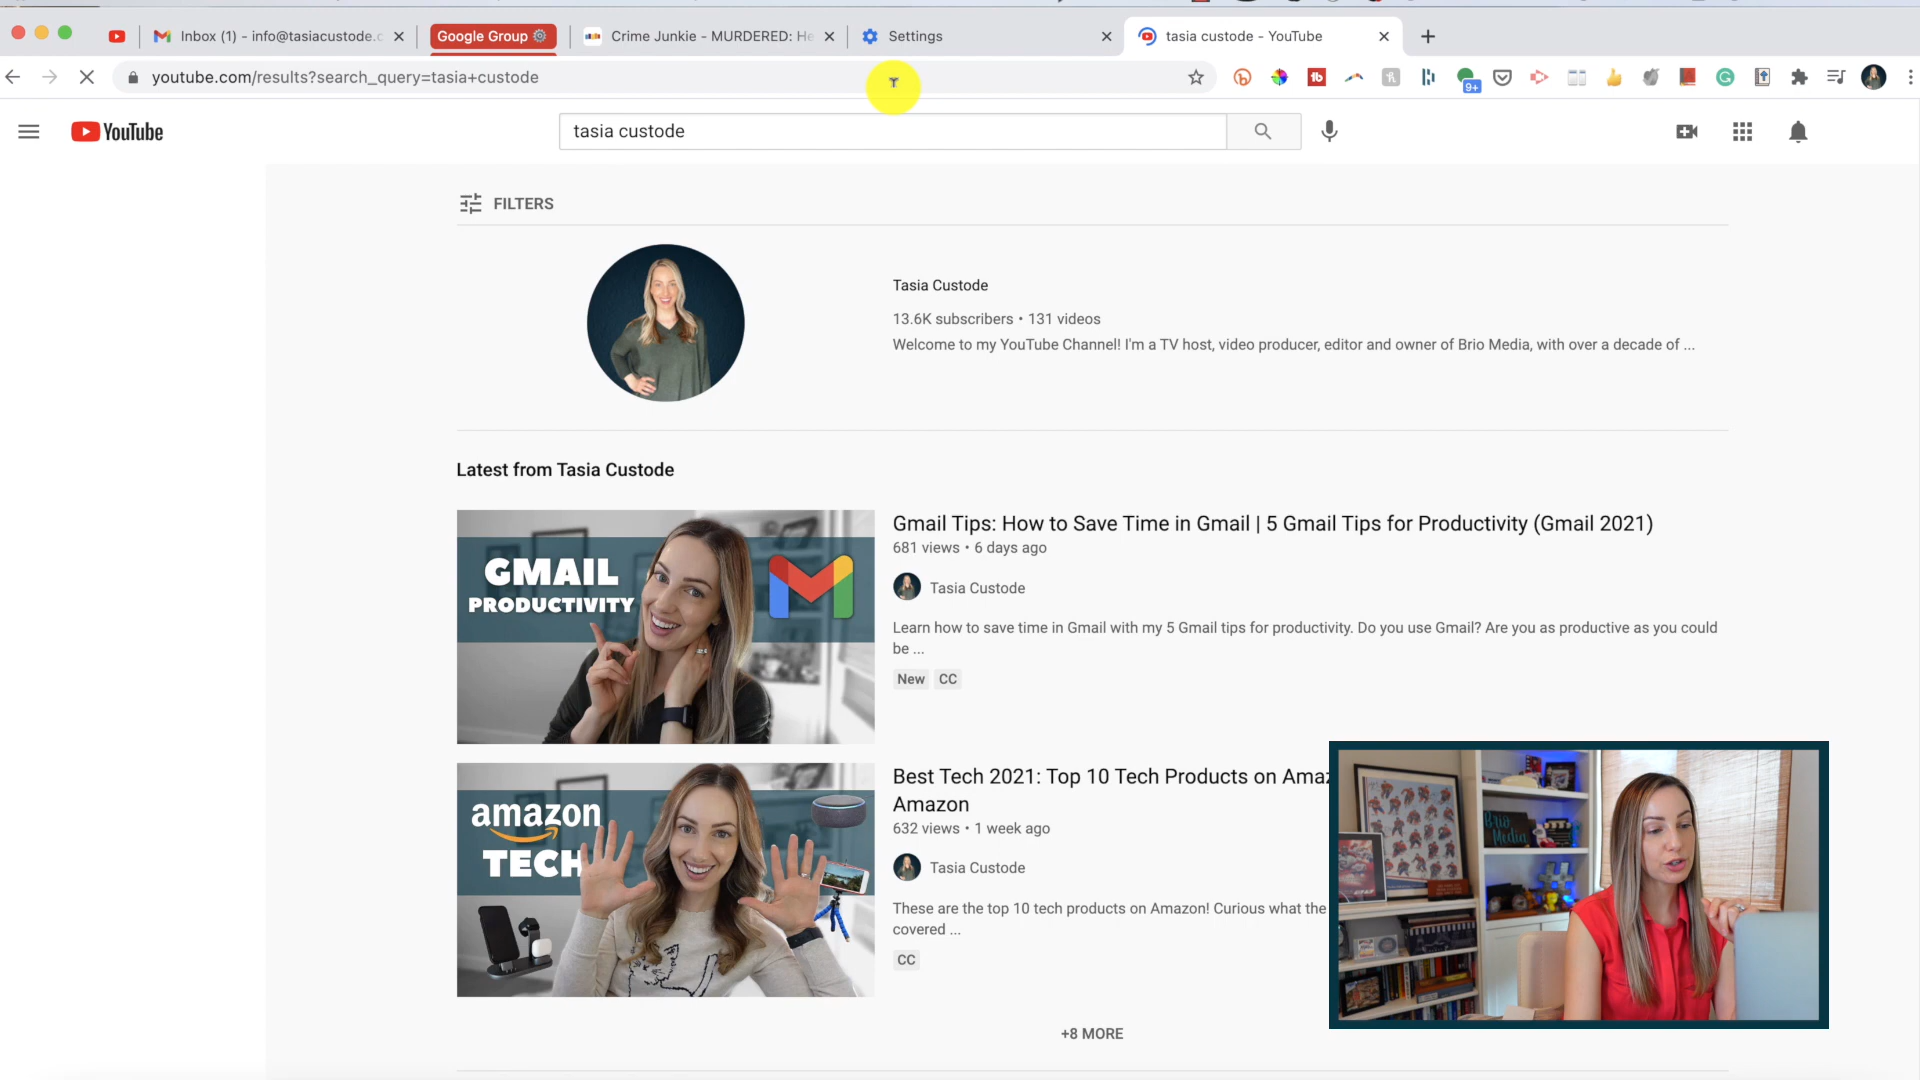 Inbox (1) - info@tasiacustode.c
Google Group
Crime Junkie - MURDERED: He
Settings
tasia custode - YouTube
youtube.com/results?search_query=tasia+custode
9+
YouTube
tasia custode
FILTERS
Tasia Custode
13.6K subscribers • 131 videos
Welcome to my YouTube Channel! I'm a TV host, video producer, editor and owner of Brio Media, with over a decade of ...
Latest from Tasia Custode
GMAIL
PRODUCTIVITY
Gmail Tips: How to Save Time in Gmail | 5 Gmail Tips for Productivity (Gmail 2021)
681 views • 6 days ago
Tasia Custode
Learn how to save time in Gmail with my 5 Gmail tips for productivity. Do you use Gmail? Are you as productive as you could
be ...
New CC
amazon
TECH
Best Tech 2021: Top 10 Tech Products on Amaz
Amazon
632 views • 1 week ago
Tasia Custode
These are the top 10 tech products on Amazon! Curious what the
covered ...
CC
Brio
Media
+8 MORE